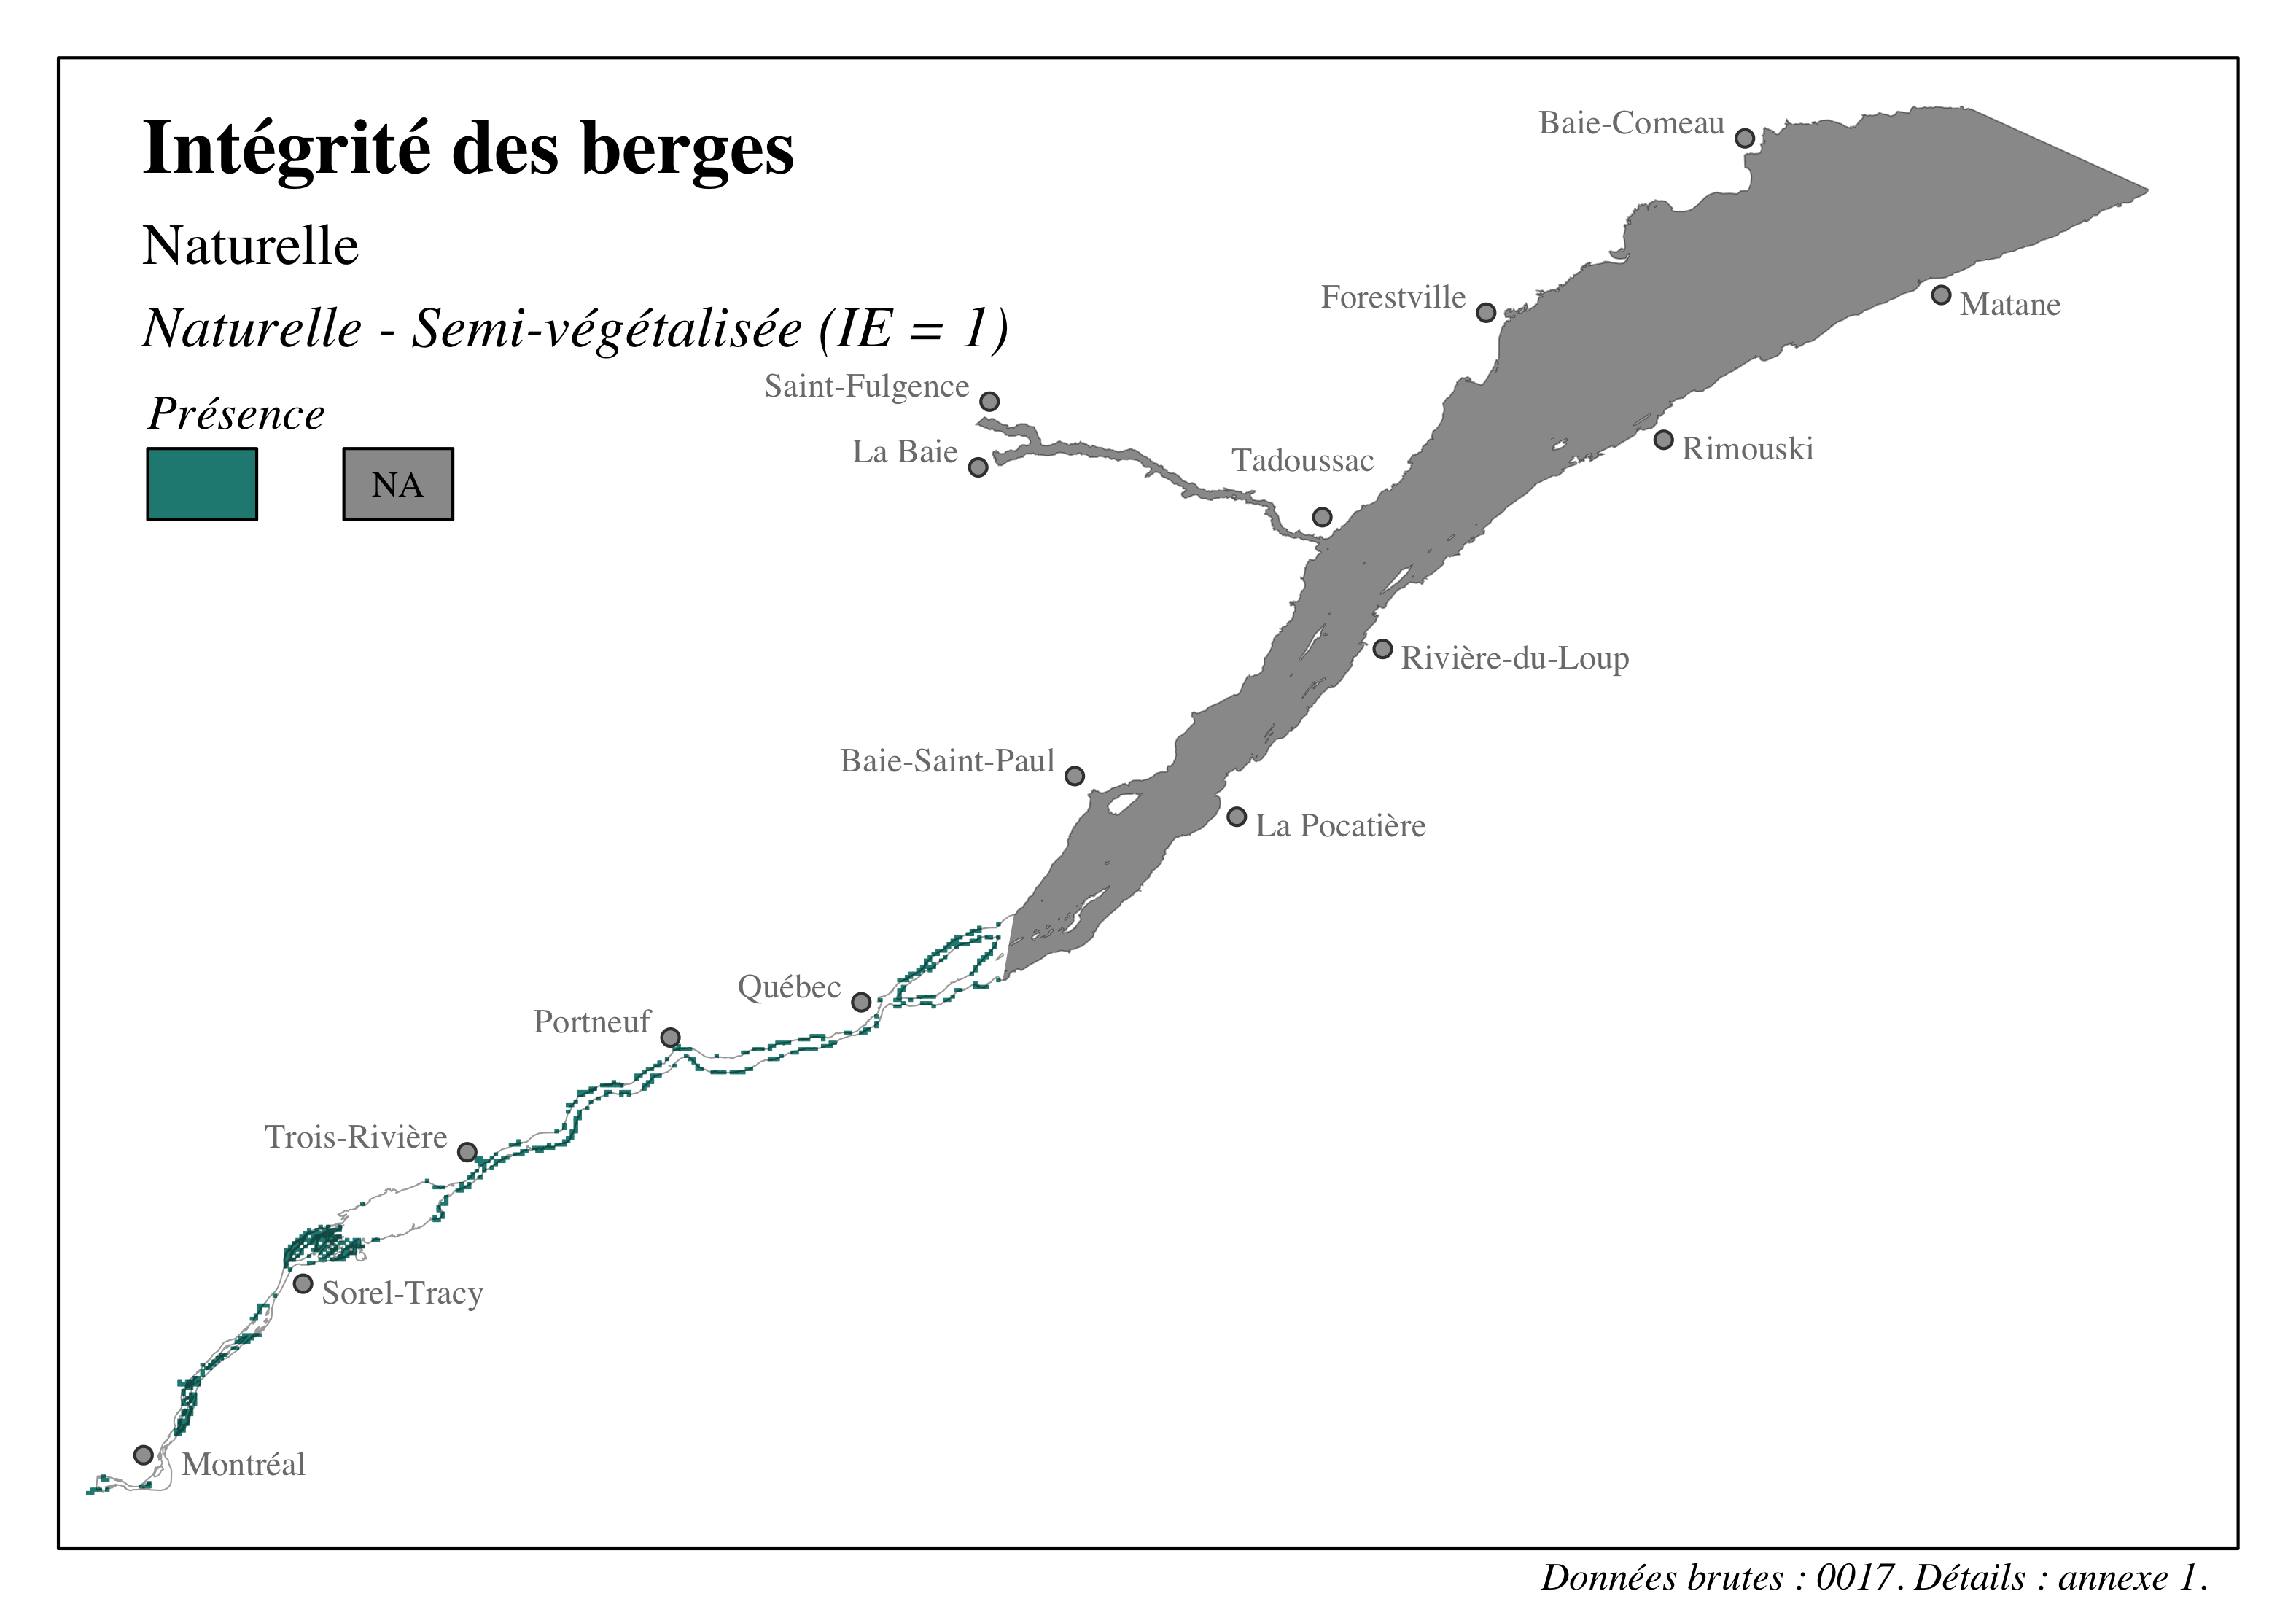 Intégrité des berges
Naturelle
Naturelle - Semi-végétalisée (IE = 1)
Présence
NA
Baie-Comeau
Forestville
Matane
Saint-Fulgence
La Baie
Tadoussac
Rimouski
Rivière-du-Loup
Baie-Saint-Paul
La Pocatière
Québec
Portneuf
Trois-Rivière
Sorel-Tracy
Montréal
Données brutes : 0017. Détails : annexe 1.